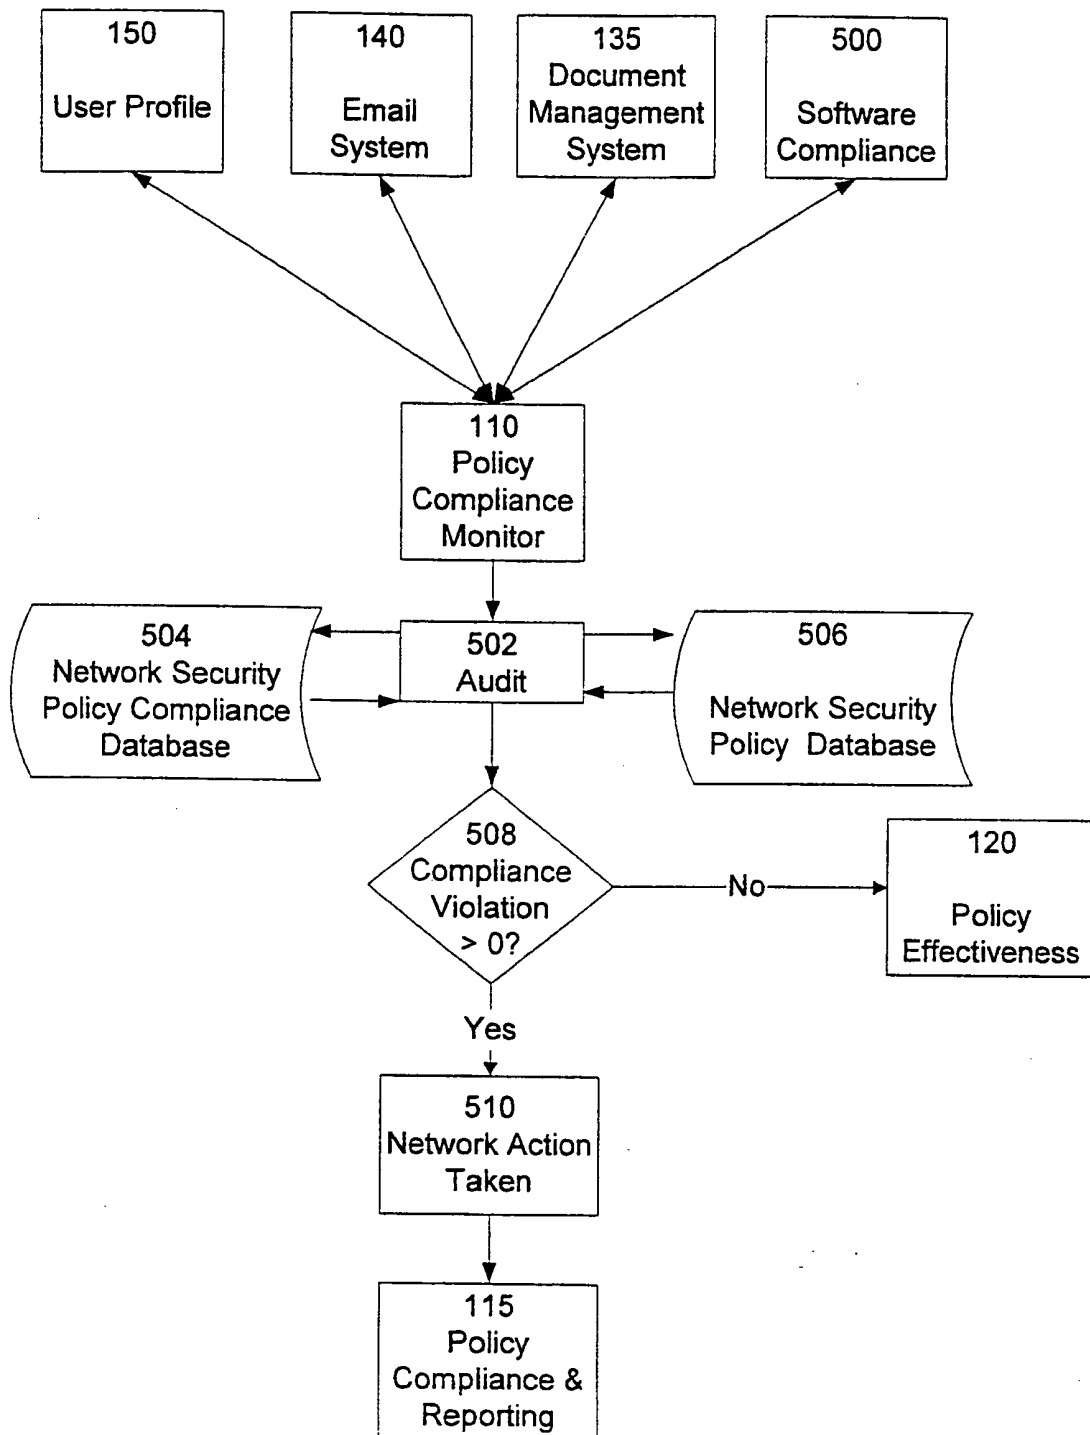 150
User Profile
140
Email
System
135
Document
Management
System
500
Software
Compliance
110
Policy
Compliance
Monitor
504
Network Security
Policy Compliance
Database
502
Audit
506
Network Security
Policy Database
508
Compliance
Violation
> 0?
No
120
Policy
Effectiveness
Yes
510
Network Action
Taken
115
Policy
Compliance &
Reporting